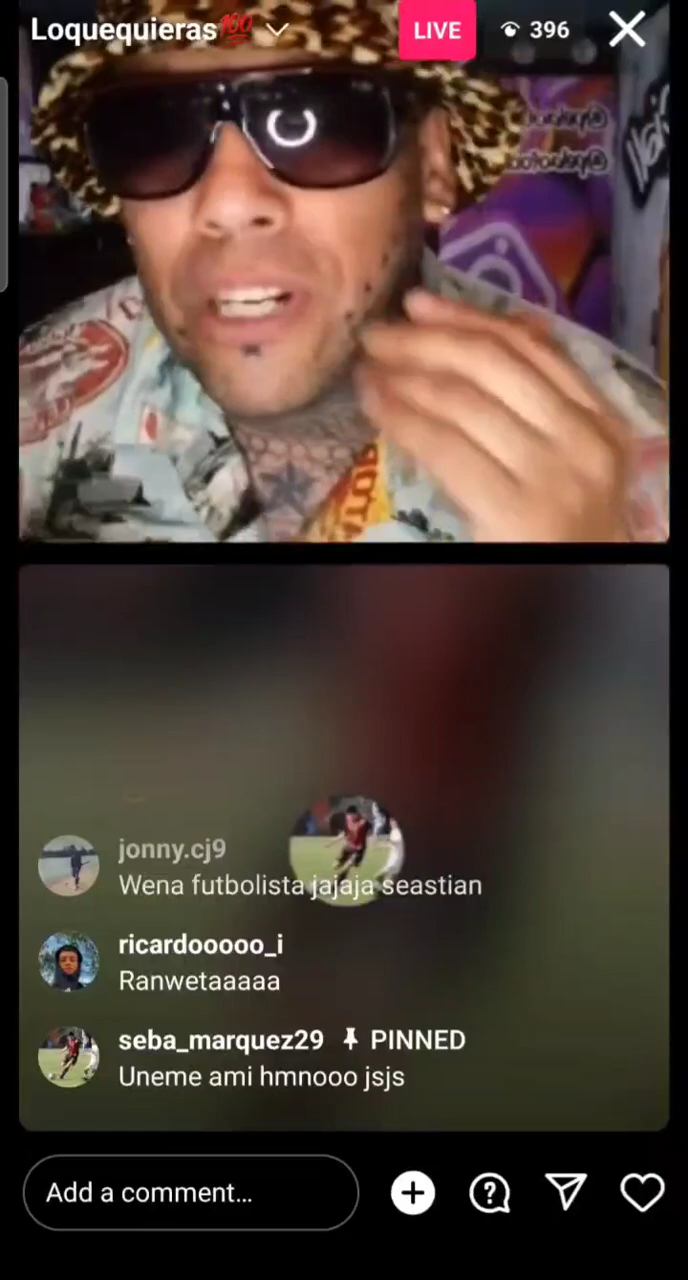 Loquequieras💯
LIVE
396
jonny.cj9
Wena futbolista jajaja seastian
ricardooooo_i
Ranwetaaaaa
seba_marquez29 PINNED
Uneme ami hmnooo jsjs
Add a comment...